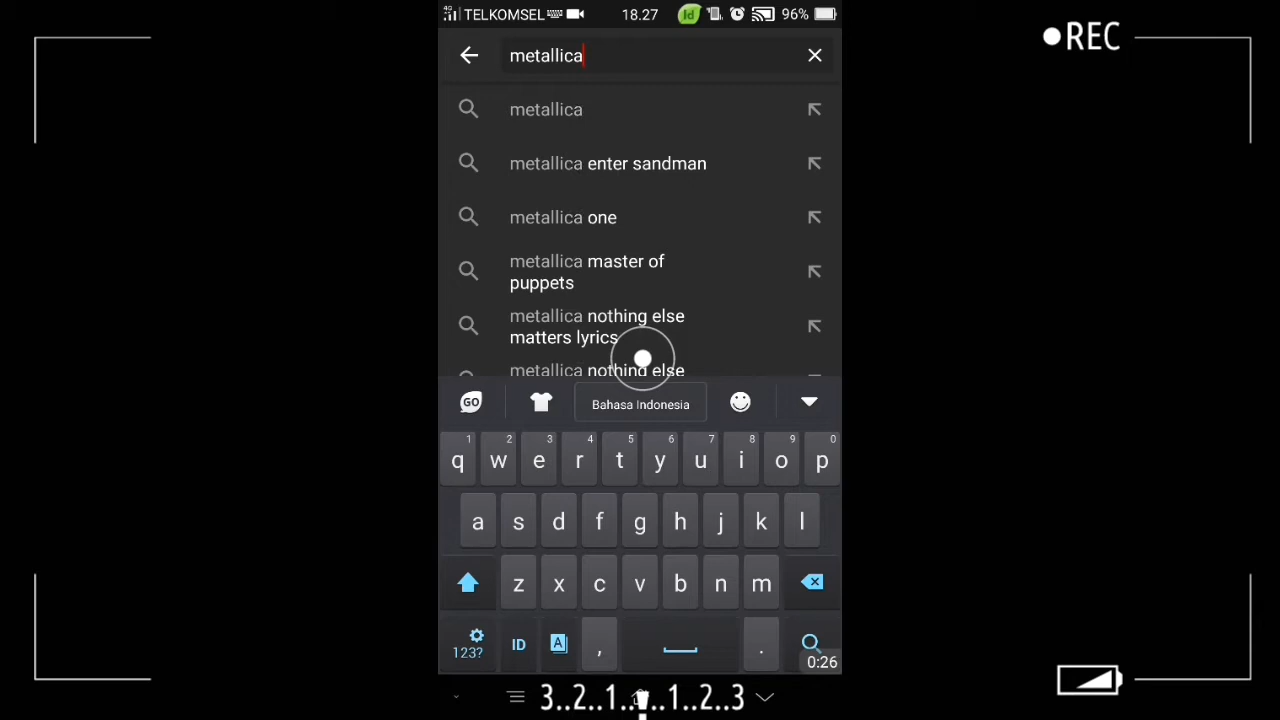 4G TELKOMSEL 18.27 Id 96%
●REC
metallica
metallica
metallica enter sandman
metallica one
metallica master of
puppets
metallica nothing else
matters lyrics
metallica nothing else
GO Bahasa Indonesia
1 2 3 4 5 6 7 8 9 0
q w e r t y u i o p
a s d f g h j k l
z x c v b n m
123? ID A , .
0:26
3..2..1..!..1..2..3